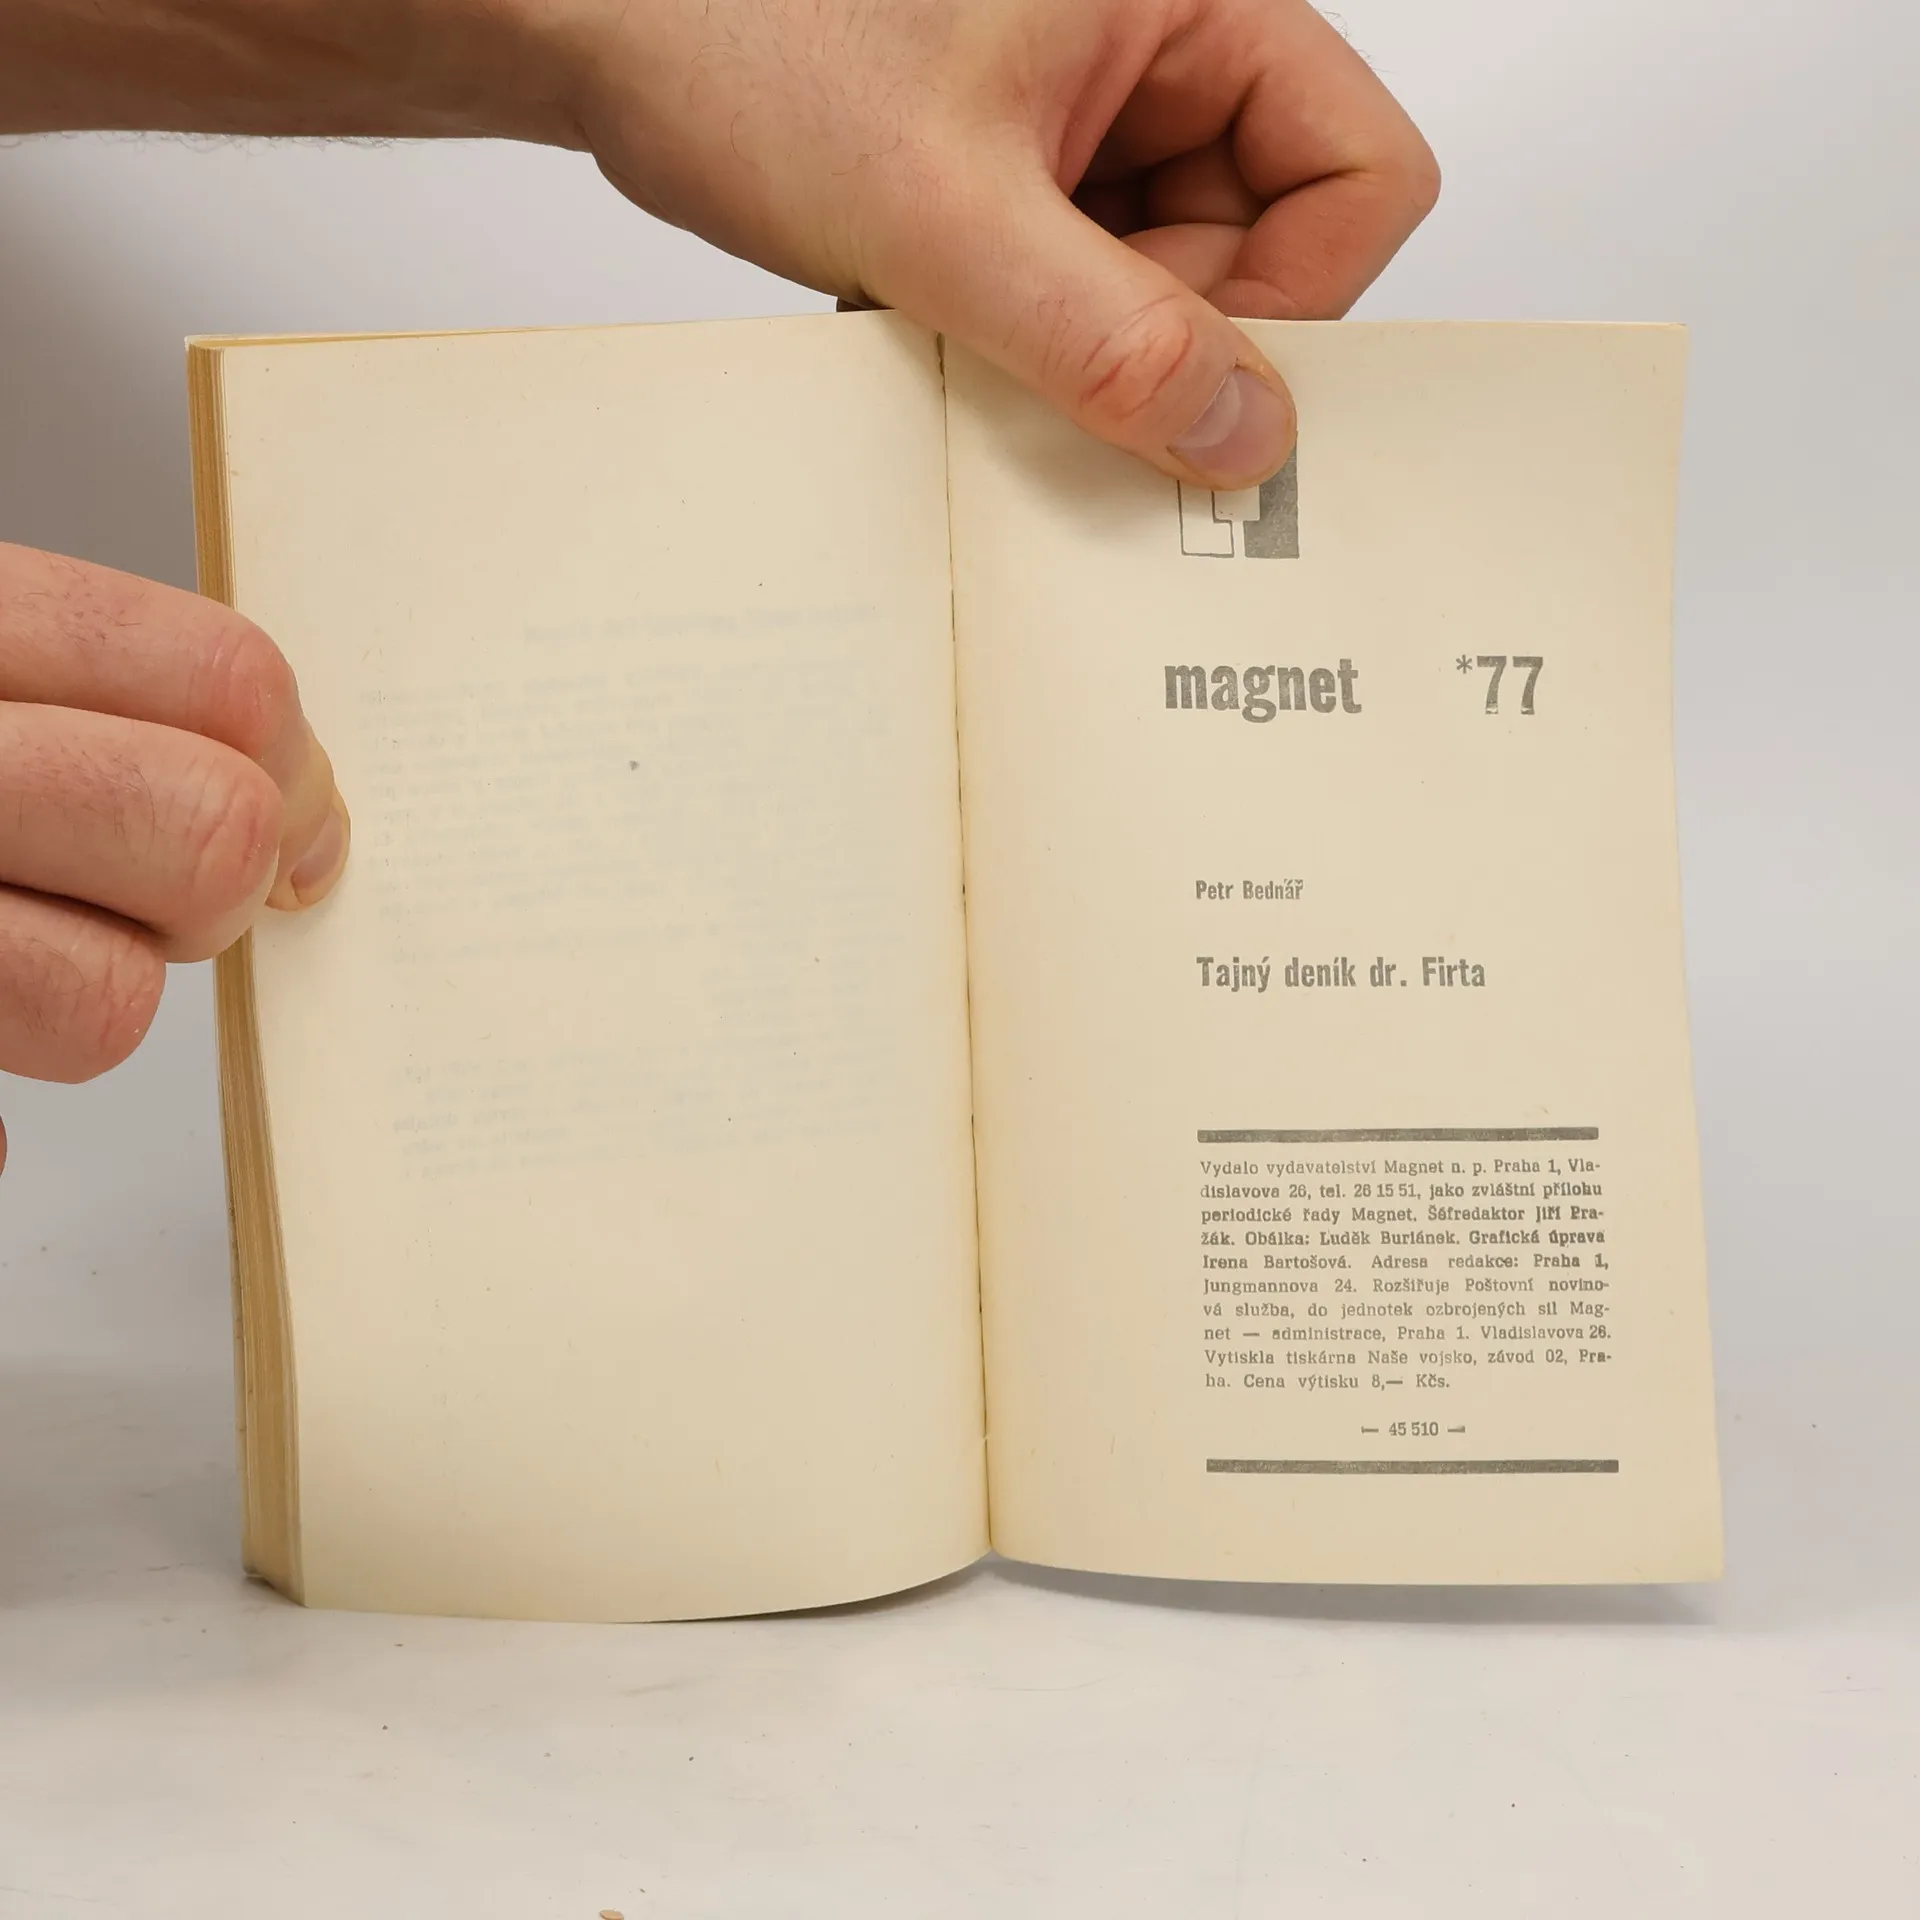 magnet *77
Petr Bednář
Tajný deník dr. Firta
Vydalo vydavatelství Magnet n. p. Praha 1, Vla-
dislavova 26, tel. 26 15 51, jako zvláštní přílohu
periodické řady Magnet. Šéfredaktor Jiří Pra-
žák. Obálka: Luděk Burlánek. Grafická úprava
Irena Bartošová. Adresa redakce: Praha 1,
Jungmannova 24. Rozšiřuje Poštovní novino-
vá služba, do jednotek ozbrojených sil Mag-
net — administrace, Praha 1. Vladislavova 26.
Vytiskla tiskárna Naše vojsko, závod 02, Pra-
ha. Cena výtisku 8,— Kčs.
— 45 510 —